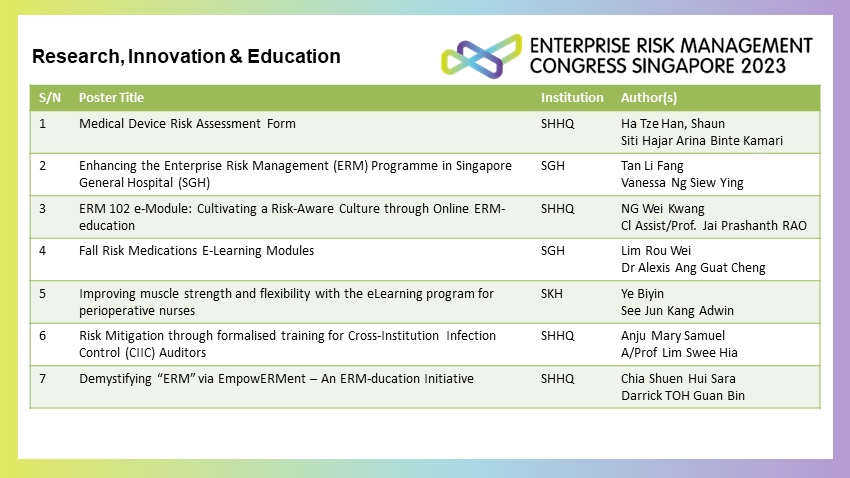 Research, Innovation & Education
ENTERPRISE RISK MANAGEMENT
CONGRESS SINGAPORE 2023
S/N Poster Title Institution Author(s)
1 Medical Device Risk Assessment Form SHHQ Ha Tze Han, Shaun
Siti Hajar Arina Binte Kamari
2 Enhancing the Enterprise Risk Management (ERM) Programme in Singapore SGH Tan Li Fang
General Hospital (SGH) Vanessa Ng Siew Ying
3 ERM 102 e-Module: Cultivating a Risk-Aware Culture through Online ERM- SHHQ NG Wei Kwang
education Cl Assist/Prof. Jai Prashanth RAO
4 Fall Risk Medications E-Learning Modules SGH Lim Rou Wei
Dr Alexis Ang Guat Cheng
5 Improving muscle strength and flexibility with the eLearning program for SKH Ye Biyin
perioperative nurses See Jun Kang Adwin
6 Risk Mitigation through formalised training for Cross-Institution Infection SHHQ Anju Mary Samuel
Control (CIIC) Auditors A/Prof Lim Swee Hia
7 Demystifying “ERM” via EmpowERMent – An ERM-ducation Initiative SHHQ Chia Shuen Hui Sara
Darrick TOH Guan Bin